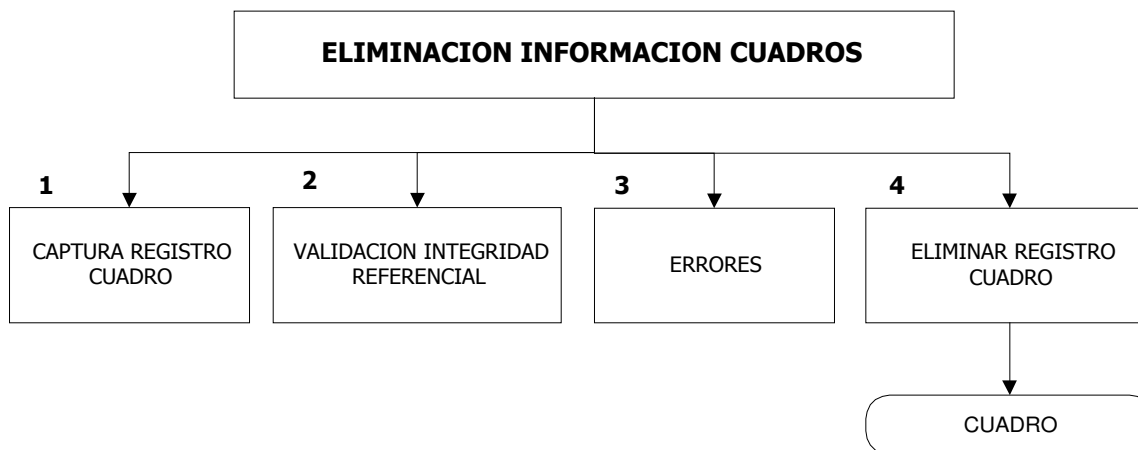 ELIMINACION INFORMACION CUADROS
1
2
3
4
CAPTURA REGISTRO
CUADRO
VALIDACION INTEGRIDAD
REFERENCIAL
ERRORES
ELIMINAR REGISTRO
CUADRO
CUADRO